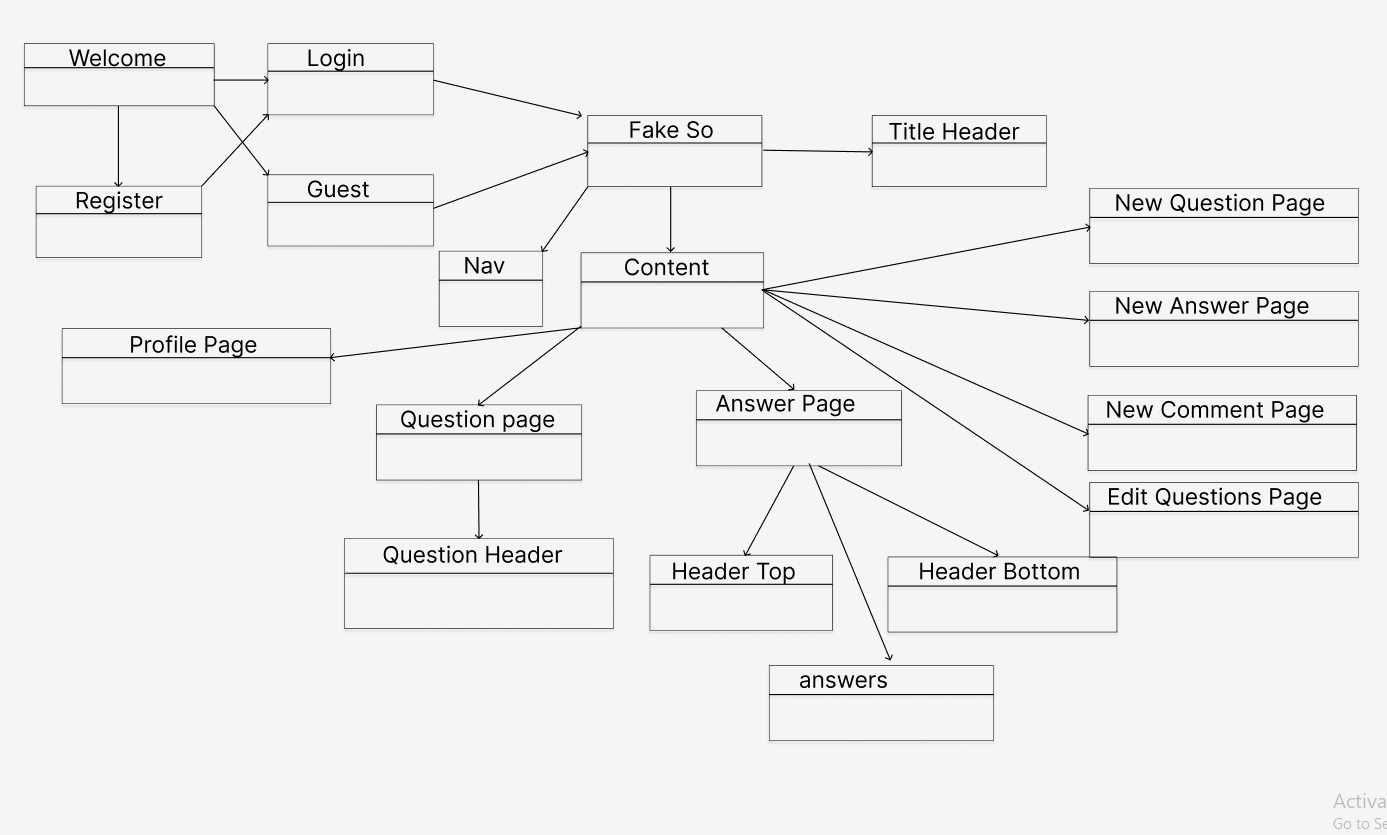 Welcome
Login
Fake So
Title Header
Register
Guest
New Question Page
Nav
Content
New Answer Page
Profile Page
Question page
Answer Page
New Comment Page
Edit Questions Page
Question Header
Header Top
Header Bottom
answers
Activa
Go to Se